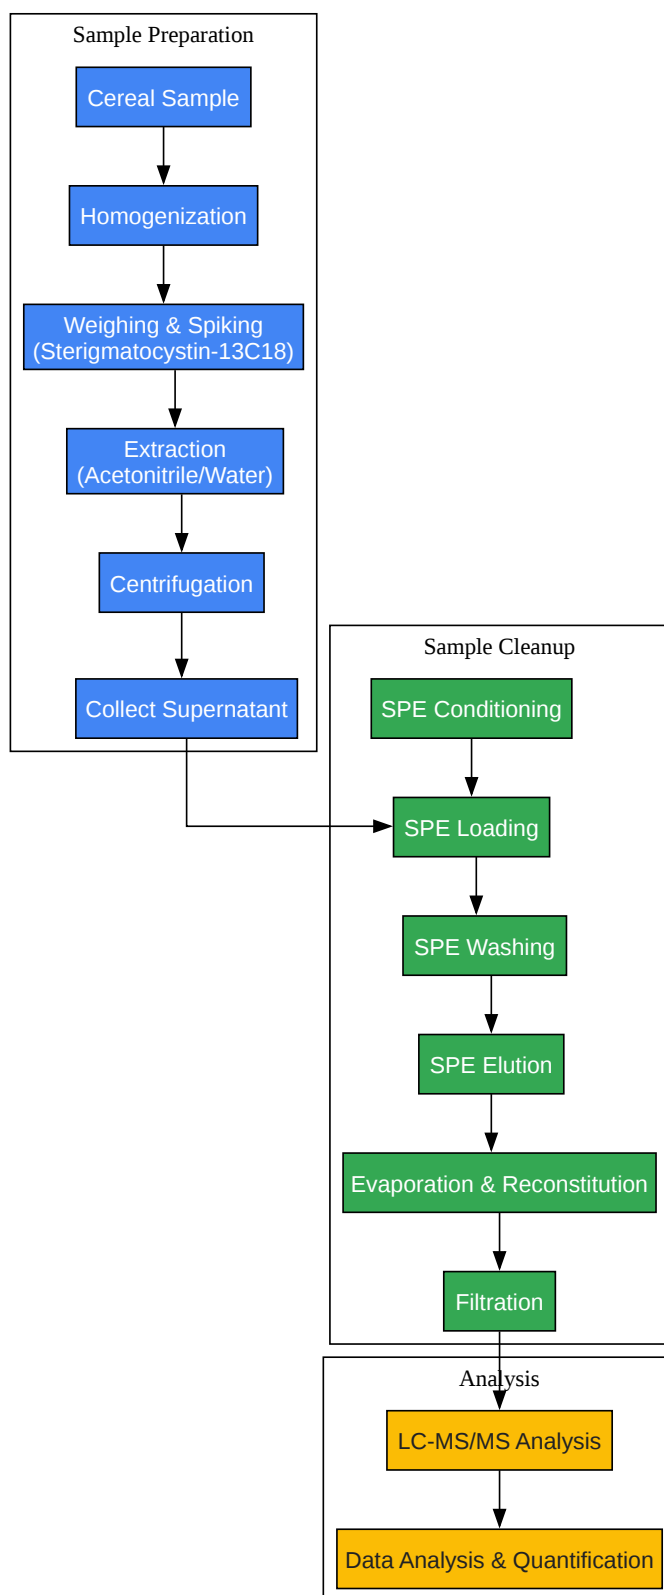 Sample Preparation
Cereal Sample
Homogenization
Weighing & Spiking
(Sterigmatocystin-13C18)
Extraction
(Acetonitrile/Water)
Centrifugation
Collect Supernatant
Sample Cleanup
SPE Conditioning
SPE Loading
SPE Washing
SPE Elution
Evaporation & Reconstitution
Filtration
Analysis
LC-MS/MS Analysis
Data Analysis & Quantification